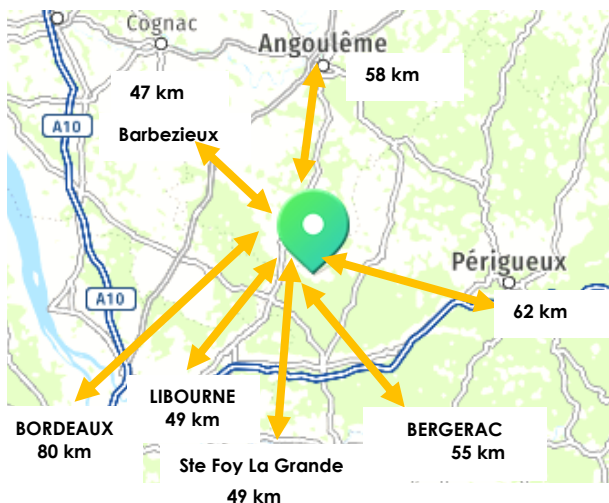 Cognac
Angoulême
58 km
47 km
Barbezieux
A10
Périgueux
A10
62 km
LIBOURNE
49 km
BORDEAUX
80 km
BERGERAC
55 km
Ste Foy La Grande
49 km